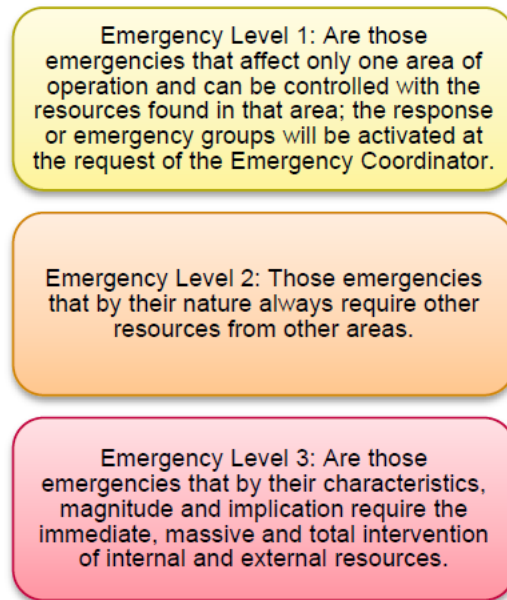 Emergency Level 1: Are those
emergencies that affect only one area of
operation and can be controlled with the
resources found in that area; the response
or emergency groups will be activated at
the request of the Emergency Coordinator.
Emergency Level 2: Those emergencies
that by their nature always require other
resources from other areas.
Emergency Level 3: Are those
emergencies that by their characteristics,
magnitude and implication require the
immediate, massive and total intervention
of internal and external resources.